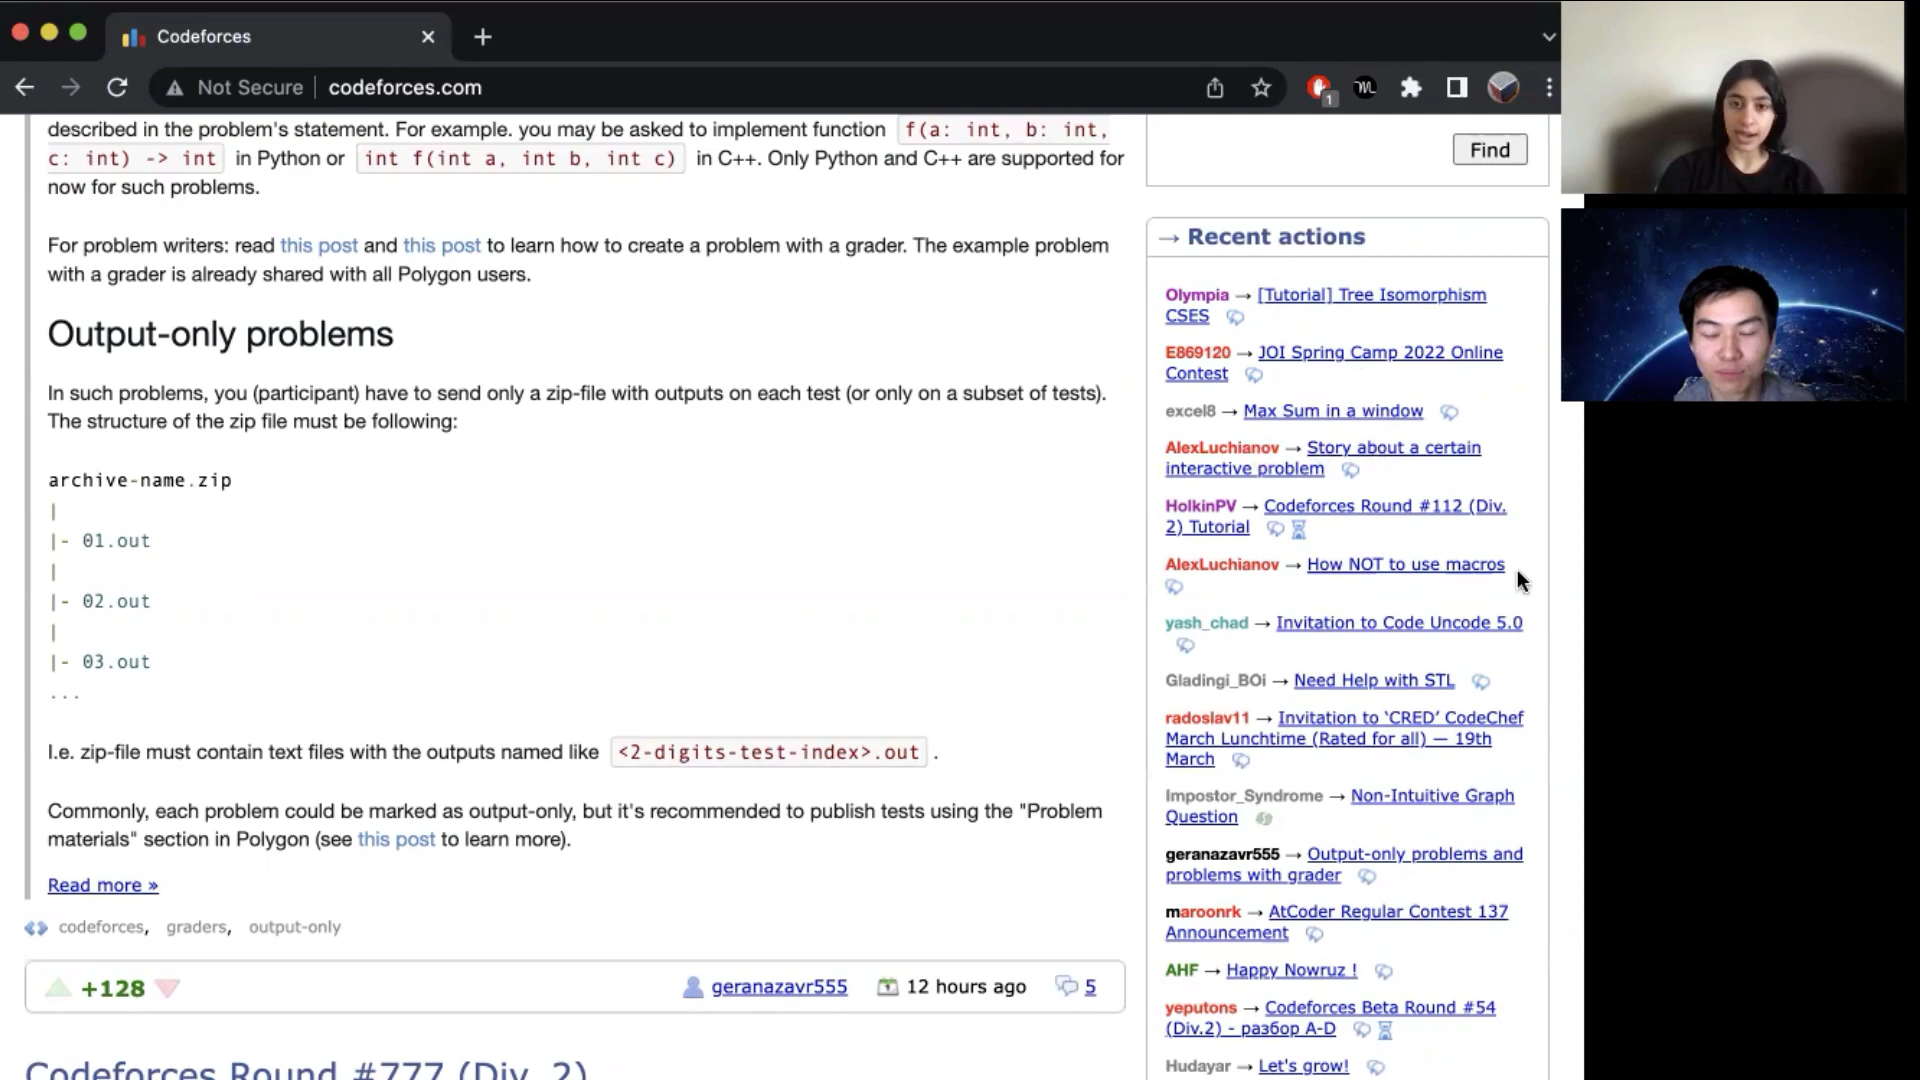 Codeforces
Not Secure
codeforces.com
1
described in the problem's statement. For example. you may be asked to implement function f(a: int, b: int,
c: int) -> int in Python or int f(int a, int b, int c) in C++. Only Python and C++ are supported for
now for such problems.
For problem writers: read this post and this post to learn how to create a problem with a grader. The example problem
with a grader is already shared with all Polygon users.
Output-only problems
In such problems, you (participant) have to send only a zip-file with outputs on each test (or only on a subset of tests).
The structure of the zip file must be following:
archive-name.zip
|
|- 01.out
|
|- 02.out
|
|- 03.out
...
I.e. zip-file must contain text files with the outputs named like <2-digits-test-index>.out .
Commonly, each problem could be marked as output-only, but it's recommended to publish tests using the "Problem
materials" section in Polygon (see this post to learn more).
Read more »
codeforces, graders, output-only
+128
geranazavr555
12 hours ago
5
Codeforces Round #777 (Div. 2)
Find
→ Recent actions
Olympia → [Tutorial] Tree Isomorphism
CSES
E869120 → JOI Spring Camp 2022 Online
Contest
excel8 → Max Sum in a window
AlexLuchianov → Story about a certain
interactive problem
HolkinPV → Codeforces Round #112 (Div.
2) Tutorial
AlexLuchianov → How NOT to use macros
yash_chad → Invitation to Code Uncode 5.0
Gladingi_BOi → Need Help with STL
radoslav11 → Invitation to ‘CRED’ CodeChef
March Lunchtime (Rated for all) — 19th
March
Impostor_Syndrome → Non-Intuitive Graph
Question
geranazavr555 → Output-only problems and
problems with grader
maroonrk → AtCoder Regular Contest 137
Announcement
AHF → Happy Nowruz !
yeputons → Codeforces Beta Round #54
(Div.2) - разбор A-D
Hudayar → Let's grow!